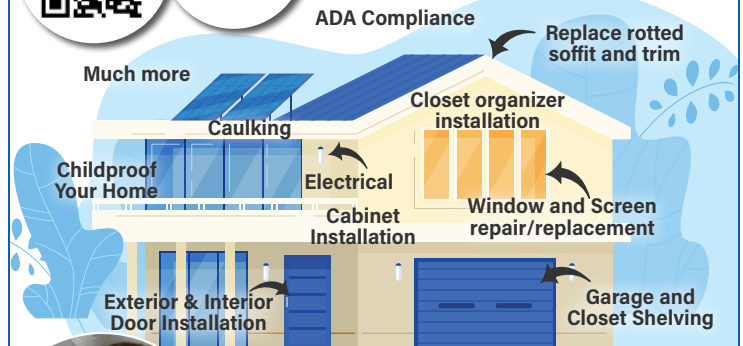 ADA Compliance
Replace rotted
soffit and trim
Much more
Closet organizer
installation
Caulking
Childproof
Your Home
Electrical
Window and Screen
repair/replacement
Cabinet
Installation
Exterior & Interior
Door Installation
Garage and
Closet Shelving